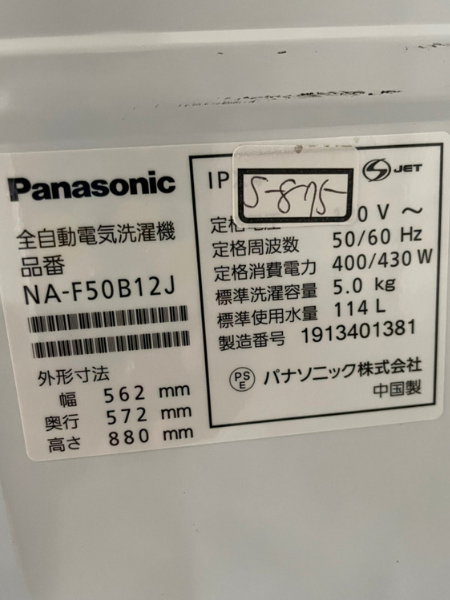 Panasonic
全自動電気洗濯機
品番
NA-F50B12J
外形寸法
幅 562 mm
奥行 572 mm
高さ 880 mm
IP
S-875
JET
定格 0 V ～
定格周波数 50/60 Hz
定格消費電力 400/430 W
標準洗濯容量 5.0 kg
標準使用水量 114 L
製造番号 1913401381
PS
E
パナソニック株式会社
中国製